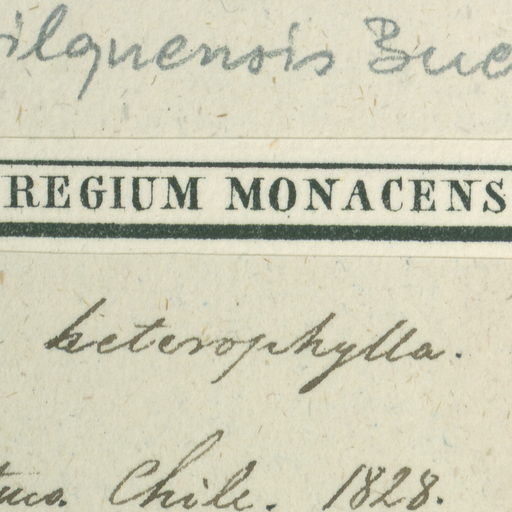 ilquensis Bue
REGIUM MONACENS
heterophylla.
Chile. 1828.